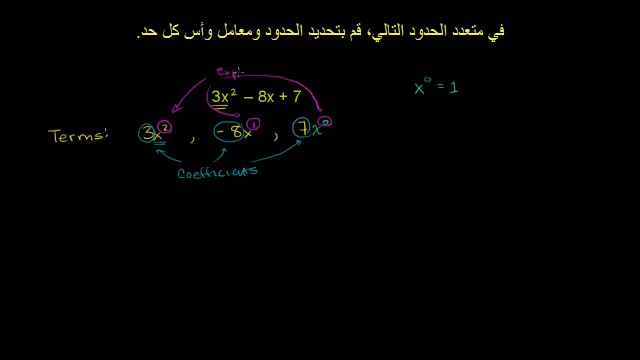 في متعدد الحدود التالي، قم بتحديد الحدود ومعامل وأس كل حد.
3x² − 8x + 7
x⁰ = 1
Terms: 3x², -8x¹, 7x⁰
Coefficients